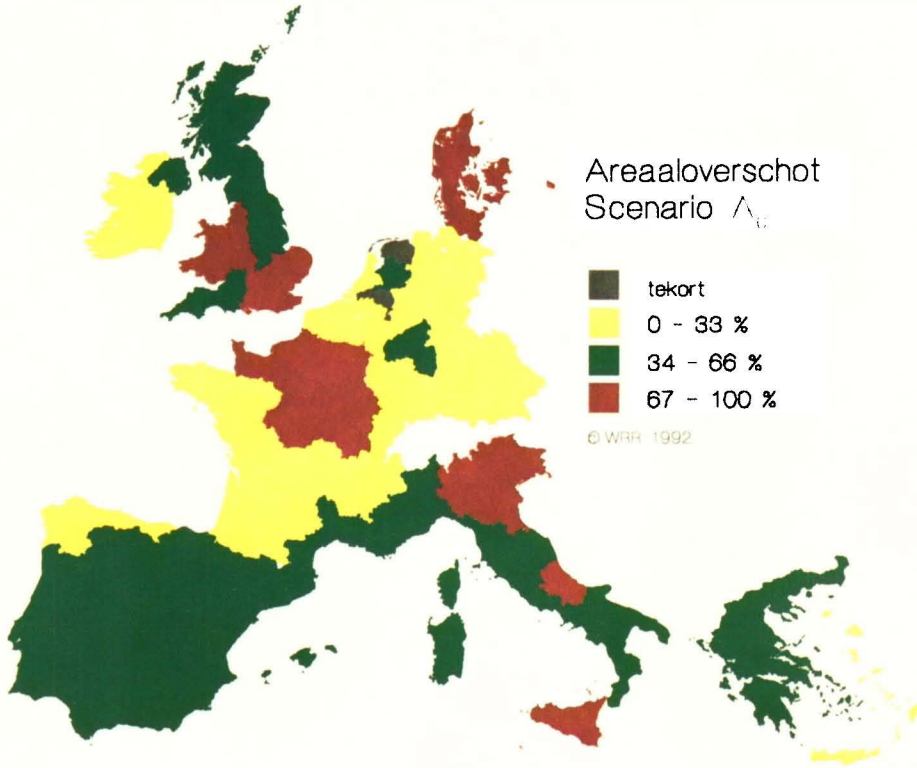 Areaaloverschot
Scenario
tekort
0 - 33 %
34 - 66 %
67 - 100 %
© WRR 1992